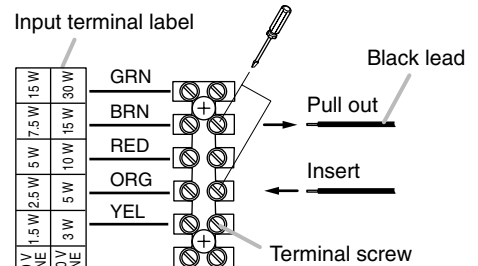 Input terminal label
Black lead
15 W 30 W GRN
7.5 W 15 W BRN
Pull out
5 W 10 W RED
2.5 W 5 W ORG
Insert
1.5 W 3 W YEL
Terminal screw